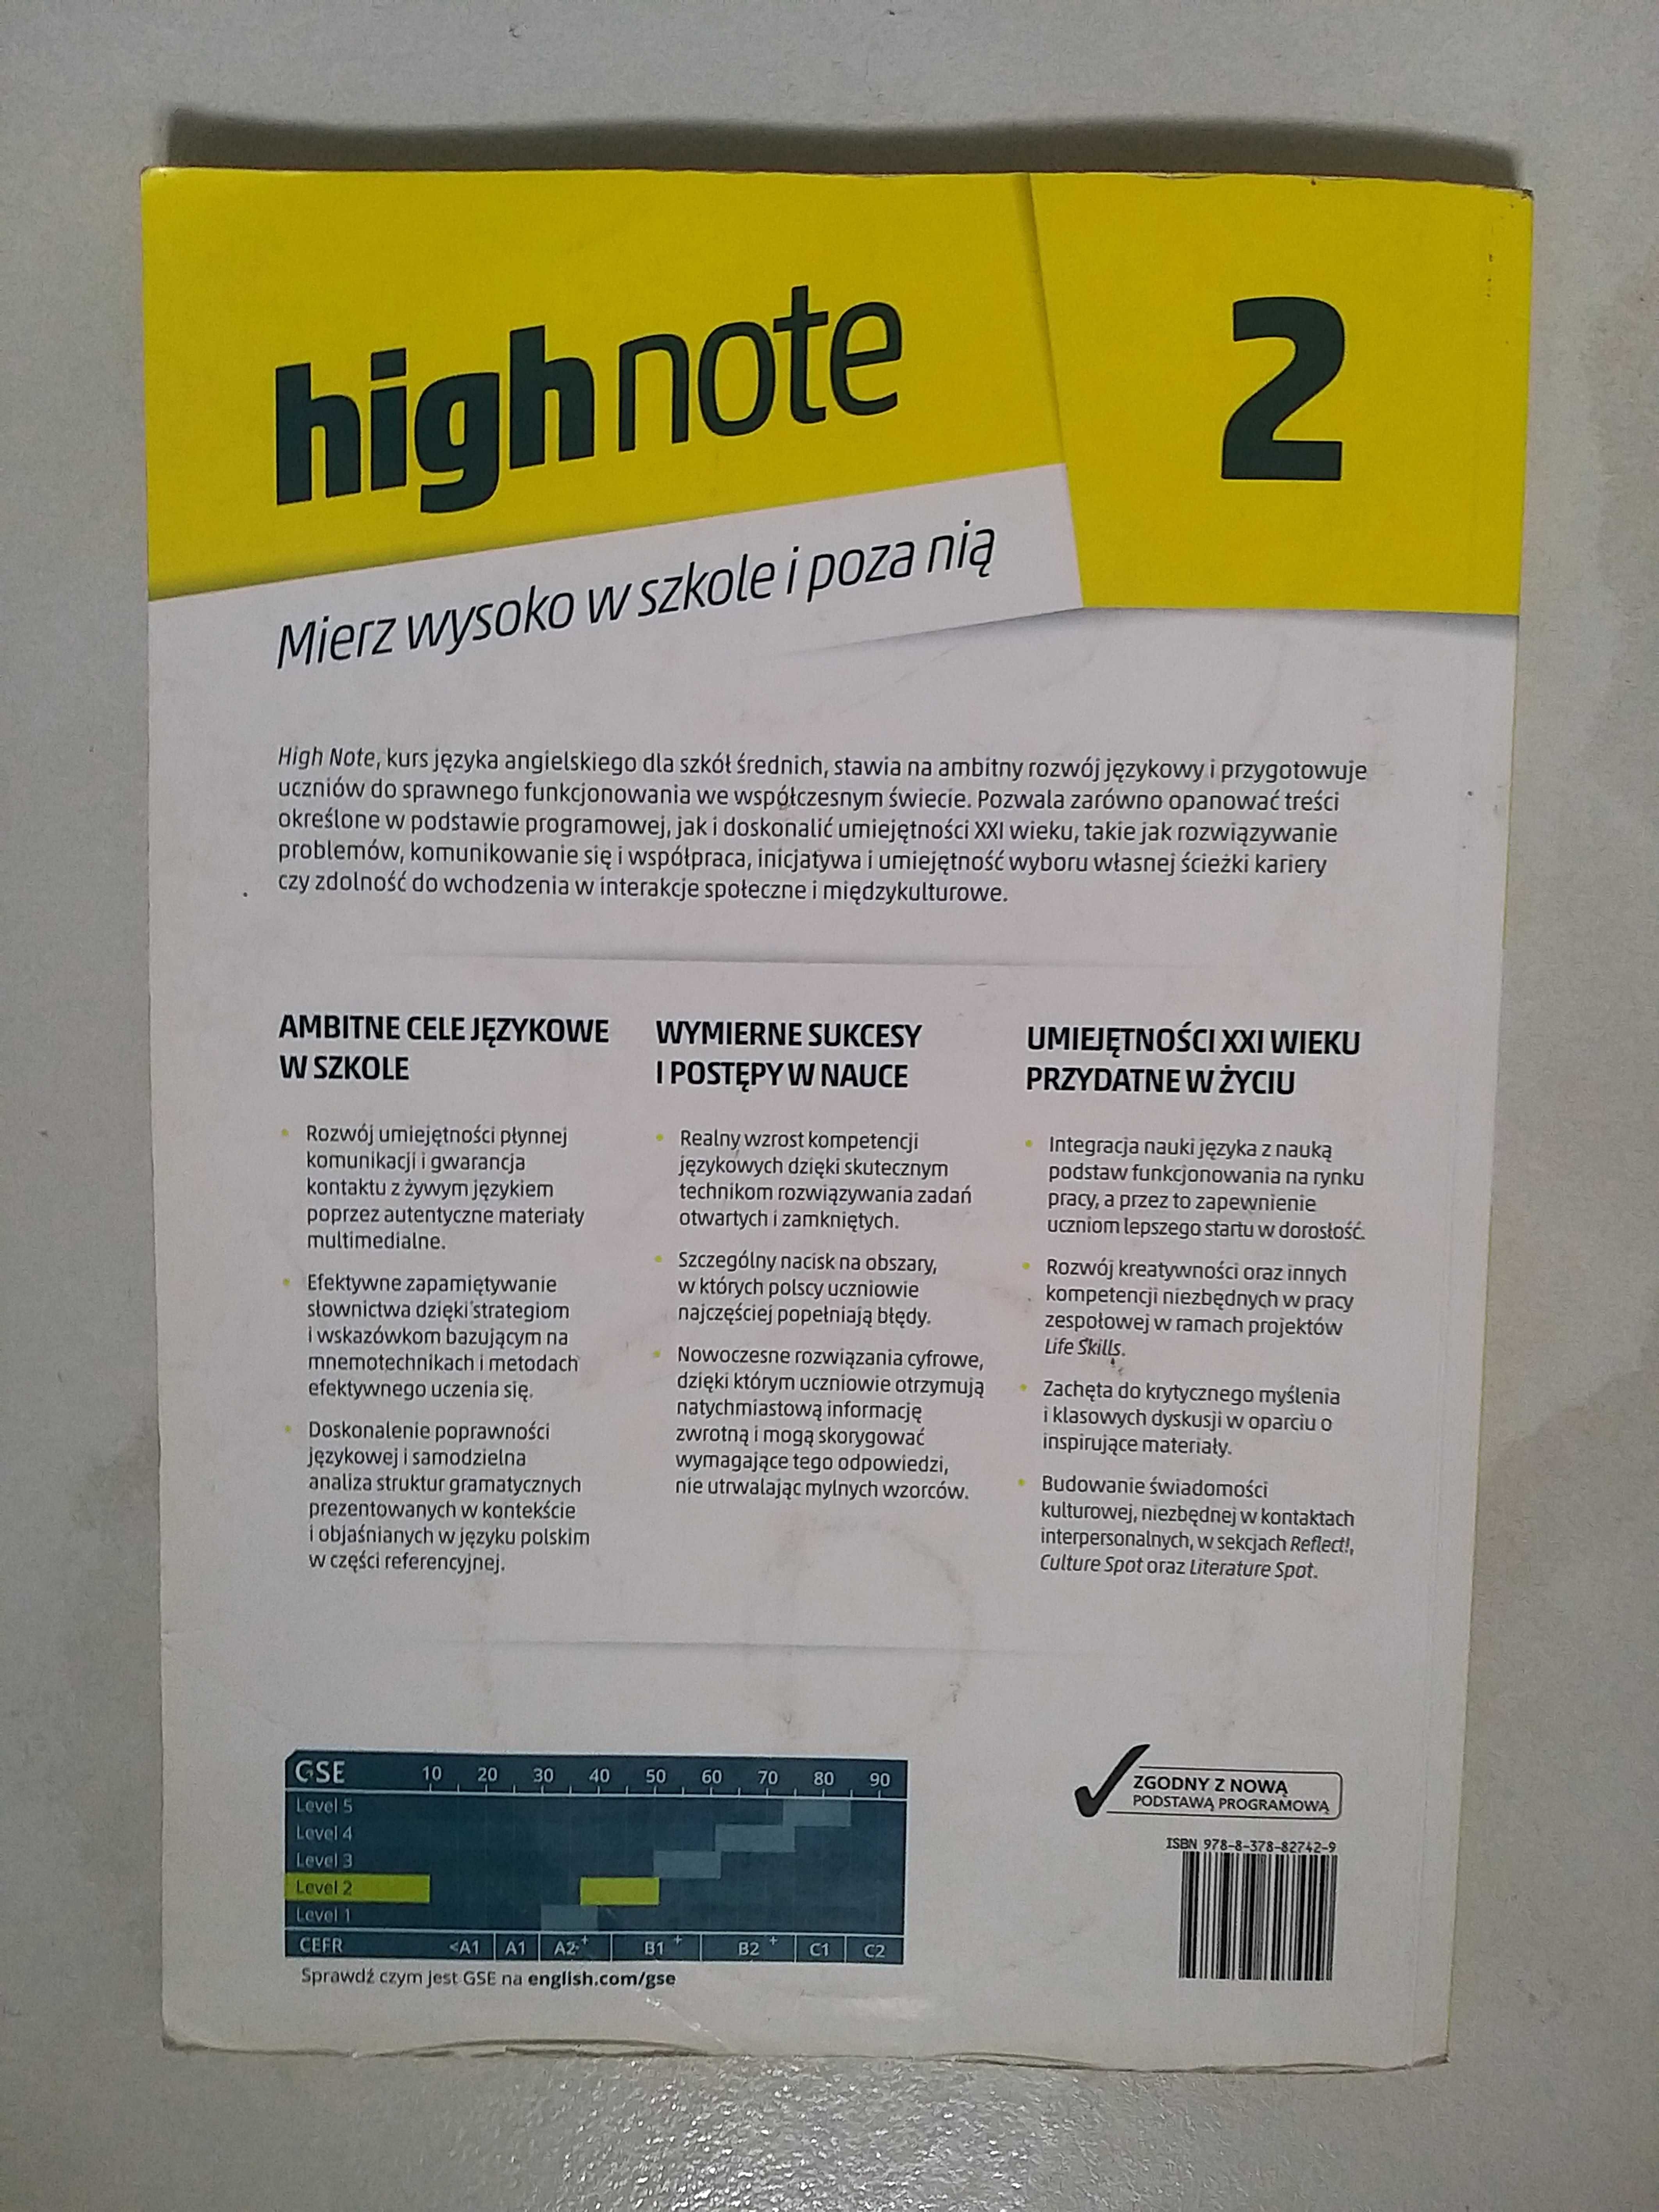 highnote
2
Mierz wysoko w szkole i poza nią
High Note, kurs języka angielskiego dla szkół średnich, stawia na ambitny rozwój językowy i przygotowuje
uczniów do sprawnego funkcjonowania we współczesnym świecie. Pozwala zarówno opanować treści
określone w podstawie programowej, jak i doskonalić umiejętności XXI wieku, takie jak rozwiązywanie
problemów, komunikowanie się i współpraca, inicjatywa i umiejętność wyboru własnej ścieżki kariery
czy zdolność do wchodzenia w interakcje społeczne i międzykulturowe.
AMBITNE CELE JĘZYKOWE
W SZKOLE
Rozwój umiejętności płynnej
komunikacji i gwarancja
kontaktu z żywym językiem
poprzez autentyczne materiały
multimedialne.
Efektywne zapamiętywanie
słownictwa dzięki strategiom
i wskazówkom bazującym na
mnemotechnikach i metodach
efektywnego uczenia się.
Doskonalenie poprawności
językowej i samodzielna
analiza struktur gramatycznych
prezentowanych w kontekście
i objaśnianych w języku polskim
w części referencyjnej.
WYMIERNE SUKCESY
I POSTĘPY W NAUCE
Realny wzrost kompetencji
językowych dzięki skutecznym
technikom rozwiązywania zadań
otwartych i zamkniętych.
Szczególny nacisk na obszary,
w których polscy uczniowie
najczęściej popełniają błędy.
Nowoczesne rozwiązania cyfrowe,
dzięki którym uczniowie otrzymują
natychmiastową informację
zwrotną i mogą skorygować
wymagające tego odpowiedzi,
nie utrwalając mylnych wzorców.
UMIEJĘTNOŚCI XXI WIEKU
PRZYDATNE W ŻYCIU
Integracja nauki języka z nauką
podstaw funkcjonowania na rynku
pracy, a przez to zapewnienie
uczniom lepszego startu w dorosłość.
Rozwój kreatywności oraz innych
kompetencji niezbędnych w pracy
zespołowej w ramach projektów
Life Skills.
Zachęta do krytycznego myślenia
i klasowych dyskusji w oparciu o
inspirujące materiały.
Budowanie świadomości
kulturowej, niezbędnej w kontaktach
interpersonalnych, w sekcjach Reflect!,
Culture Spot oraz Literature Spot.
GSE 10 20 30 40 50 60 70 80 90
Level 5
Level 4
Level 3
Level 2
Level 1
CEFR <A1 A1 A2+ B1+ B2+ C1 C2
Sprawdź czym jest GSE na english.com/gse
ZGODNY Z NOWĄ
PODSTAWĄ PROGRAMOWĄ
ISBN 978-8-378-82742-9